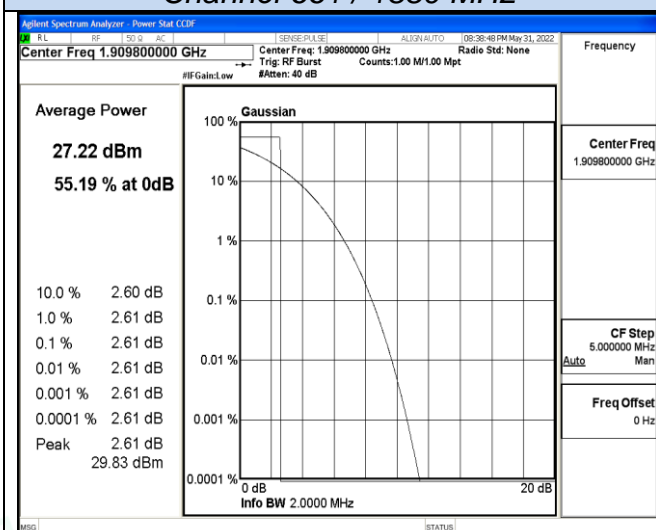 Agilent Spectrum Analyzer - Power Stat CCDF
RL RF 50 Ω AC SENSE:PULSE ALIGN AUTO 08:38:48 PM May 31, 2022
Center Freq 1.909800000 GHz
Center Freq: 1.909800000 GHz Radio Std: None
Trig: RF Burst Counts:1.00 M/1.00 Mpt
#IFGain:Low #Atten: 40 dB
Frequency
Center Freq
1.909800000 GHz
CF Step
5.000000 MHz
Auto Man
Freq Offset
0 Hz
Average Power
27.22 dBm
55.19 % at 0dB
10.0 % 2.60 dB
1.0 % 2.61 dB
0.1 % 2.61 dB
0.01 % 2.61 dB
0.001 % 2.61 dB
0.0001 % 2.61 dB
Peak 2.61 dB
29.83 dBm
Gaussian
100 %
10 %
1 %
0.1 %
0.01 %
0.001 %
0.0001 %
0 dB 20 dB
Info BW 2.0000 MHz
MSG STATUS